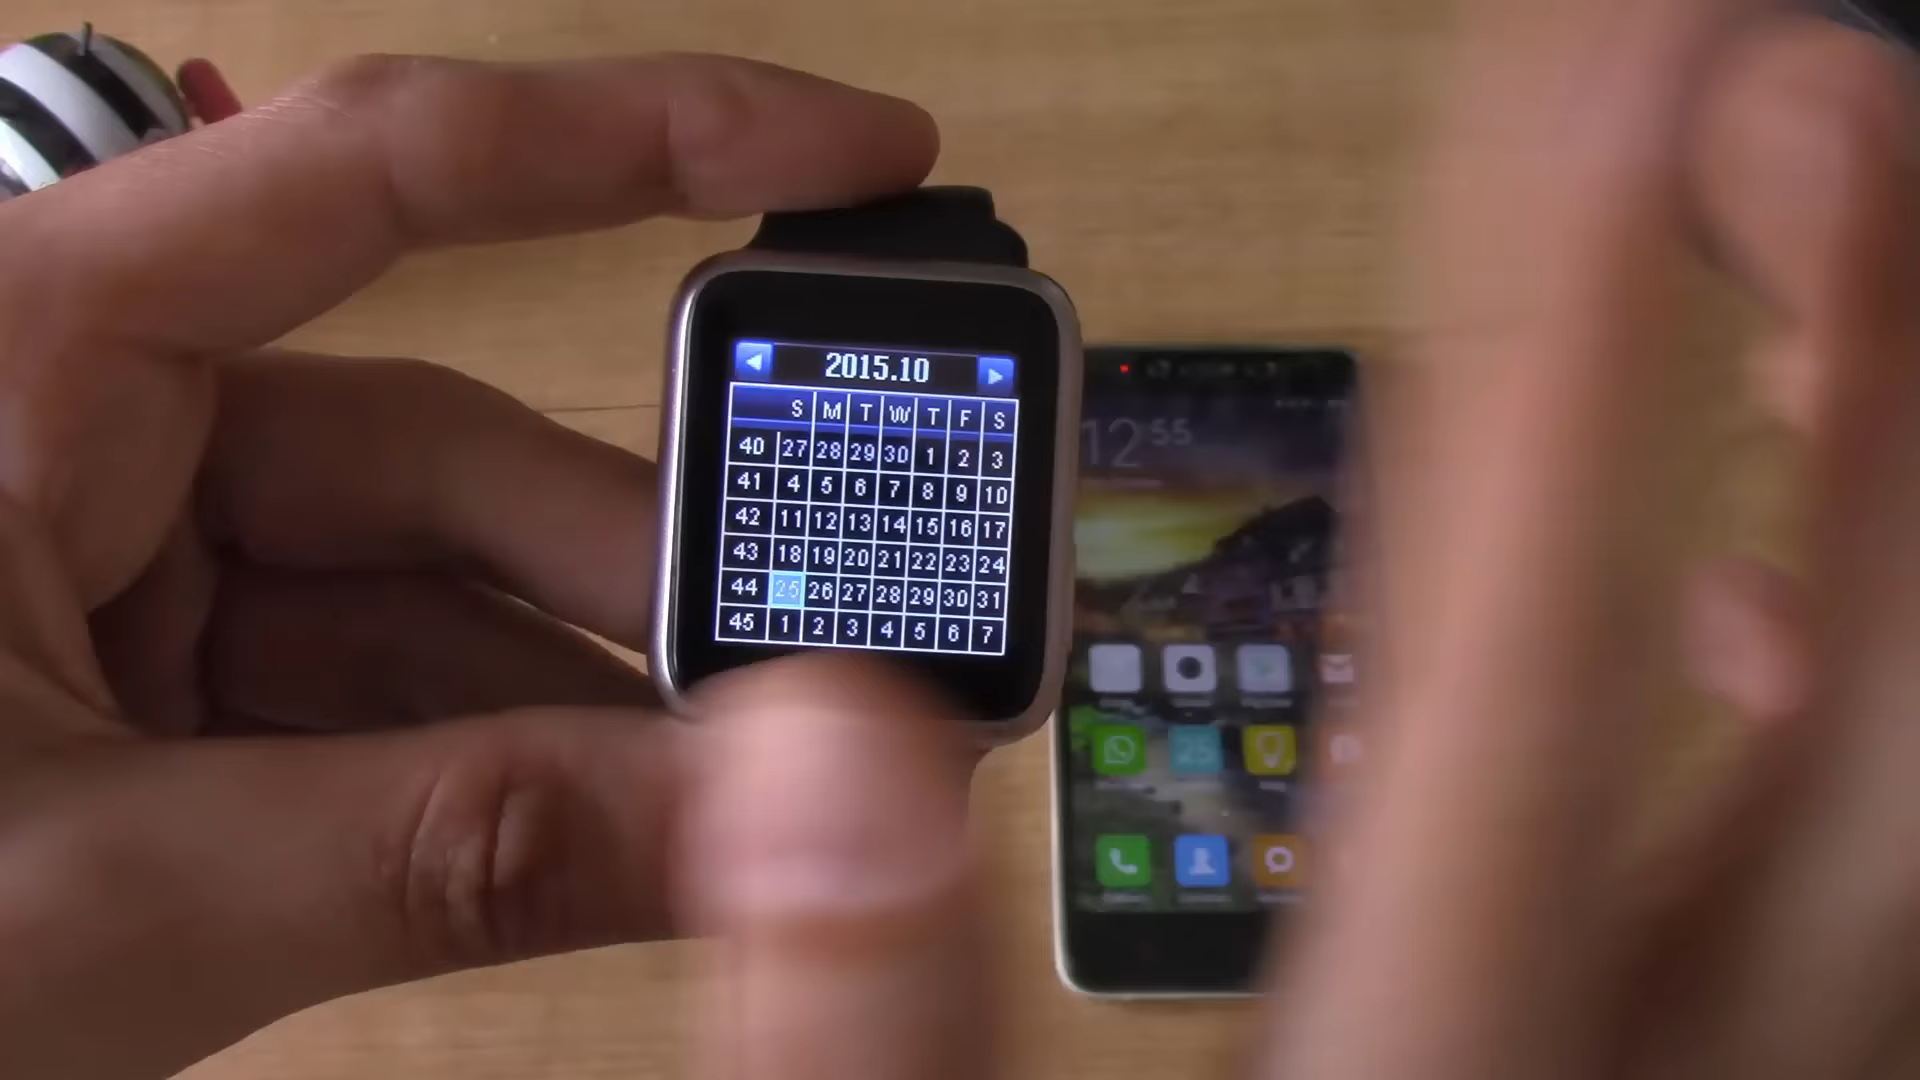 2015.10
S M T W T F S
40 27 28 29 30 1 2 3
41 4 5 6 7 8 9 10
42 11 12 13 14 15 16 17
43 18 19 20 21 22 23 24
44 25 26 27 28 29 30 31
45 1 2 3 4 5 6 7
12 55
25